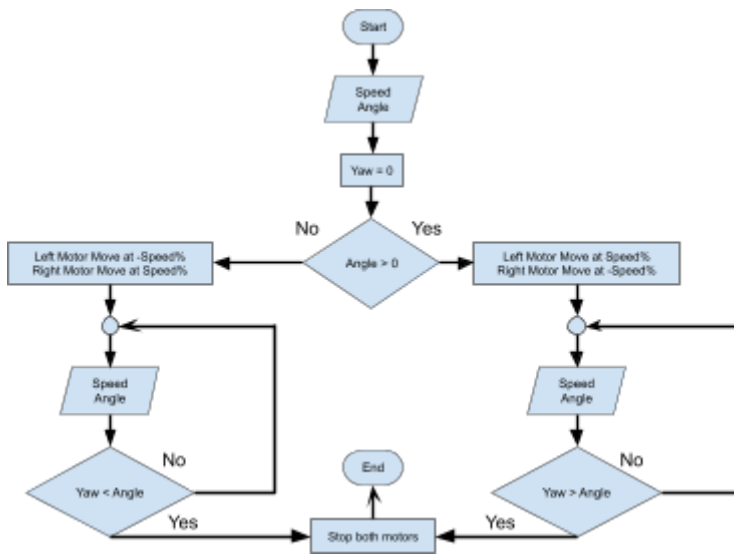 Start
Speed
Angle
Yaw = 0
No
Yes
Angle > 0
Left Motor Move at -Speed%
Right Motor Move at Speed%
Left Motor Move at Speed%
Right Motor Move at -Speed%
Speed
Angle
Speed
Angle
No
Yaw < Angle
Yes
End
Stop both motors
No
Yaw > Angle
Yes